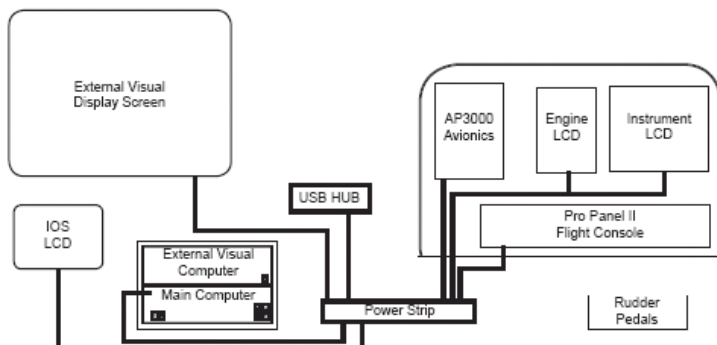 External Visual
Display Screen
AP3000
Avionics
Engine
LCD
Instrument
LCD
USB HUB
IOS
LCD
Pro Panel II
Flight Console
External Visual
Computer
Main Computer
Power Strip
Rudder
Pedals